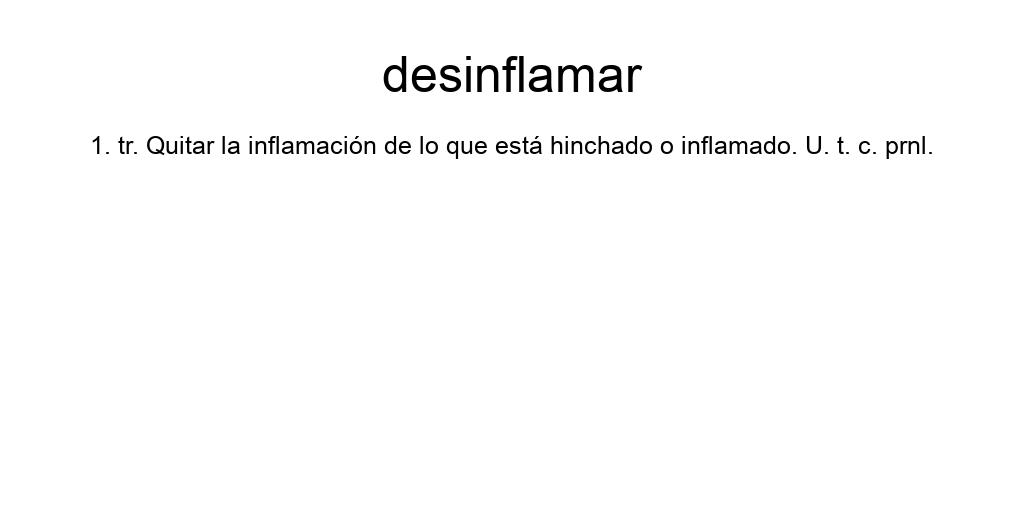 desinflamar
1. tr. Quitar la inflamación de lo que está hinchado o inflamado. U. t. c. prnl.